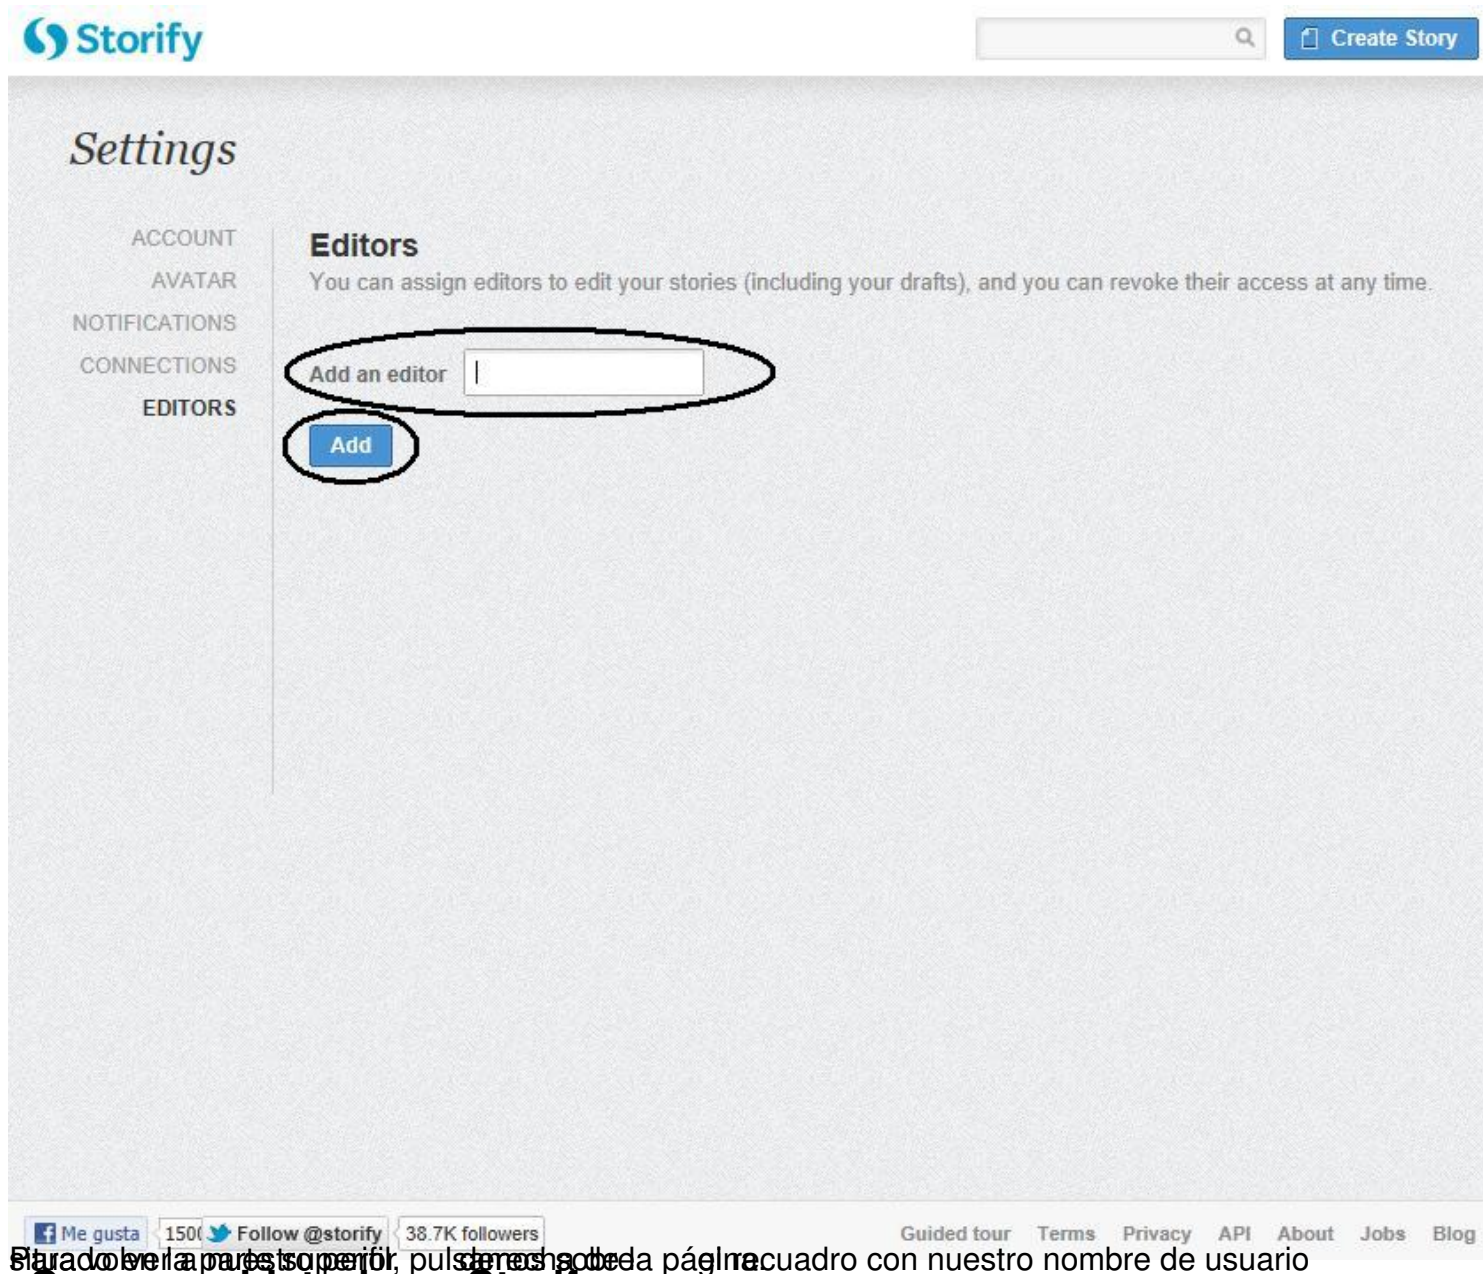 Storify
Create Story
Settings
ACCOUNT
AVATAR
NOTIFICATIONS
CONNECTIONS
EDITORS
Editors
You can assign editors to edit your stories (including your drafts), and you can revoke their access at any time.
Add an editor
Add
Me gusta
Follow @storify
38.7K followers
Guided tour Terms Privacy API About Jobs Blog
con nuestro nombre de usuario